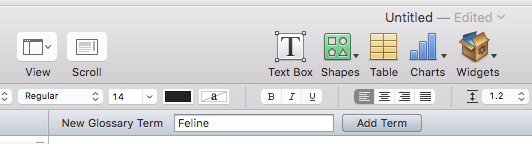 Untitled — Edited
T
View Scroll Text Box Shapes Table Charts Widgets
Regular 14 a B I U 1.2
New Glossary Term Feline Add Term